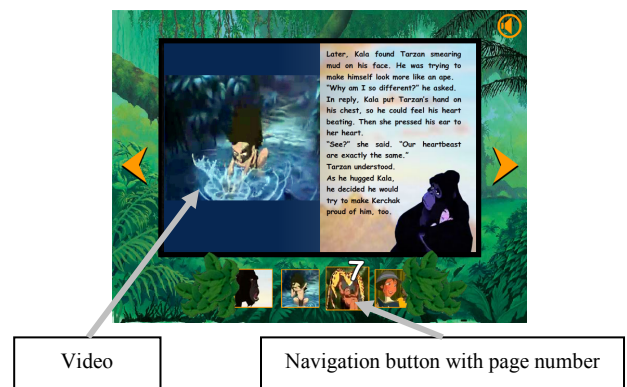 Later, Kala found Tarzan smearing
mud on his face. He was trying to
make himself look more like an ape.
"Why am I so different?" he asked.
In reply, Kala put Tarzan's hand on
his chest, so he could feel his heart
beating. Then she pressed his ear to
her heart.
"See?" she said. "Our heartbeast
are exactly the same."
Tarzan understood.
As he hugged Kala,
he decided he would
try to make Kerchak
proud of him, too.
7
Video
Navigation button with page number